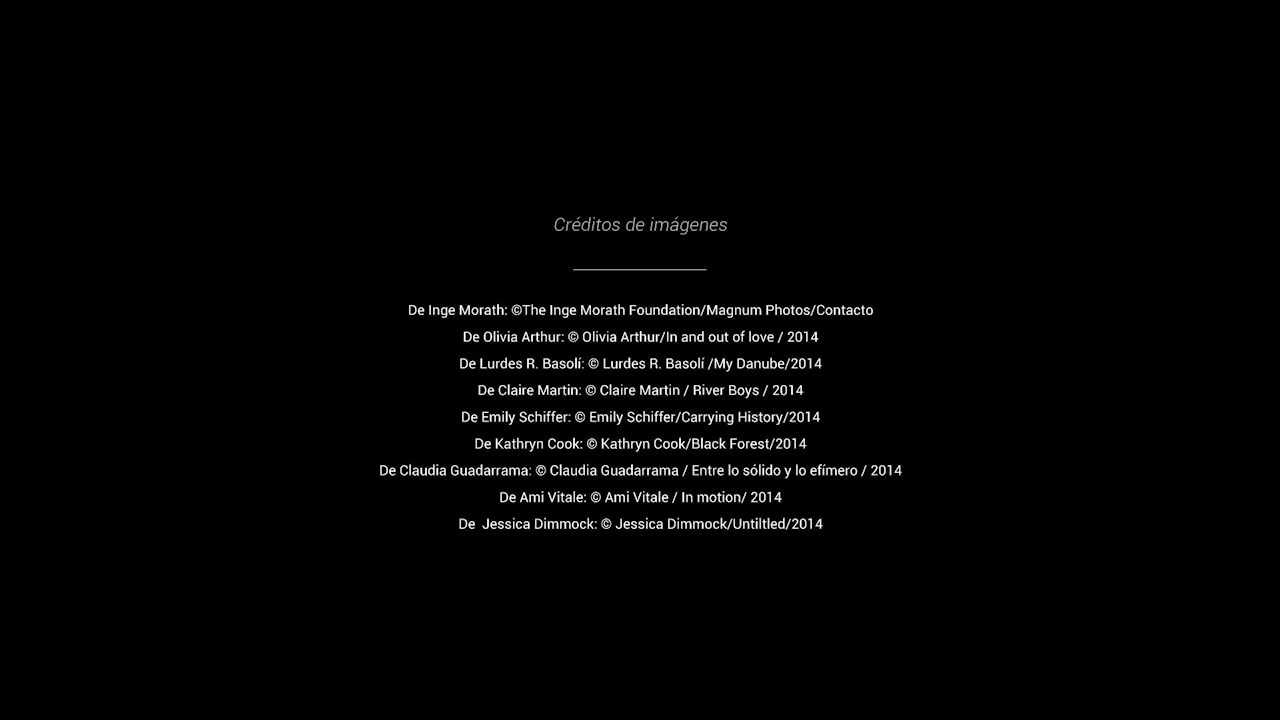 Créditos de imágenes
De Inge Morath: ©The Inge Morath Foundation/Magnum Photos/Contacto
De Olivia Arthur: © Olivia Arthur/In and out of love / 2014
De Lurdes R. Basolí: © Lurdes R. Basolí /My Danube/2014
De Claire Martin: © Claire Martin / River Boys / 2014
De Emily Schiffer: © Emily Schiffer/Carrying History/2014
De Kathryn Cook: © Kathryn Cook/Black Forest/2014
De Claudia Guadarrama: © Claudia Guadarrama / Entre lo sólido y lo efímero / 2014
De Ami Vitale: © Ami Vitale / In motion/ 2014
De  Jessica Dimmock: © Jessica Dimmock/Untiltled/2014